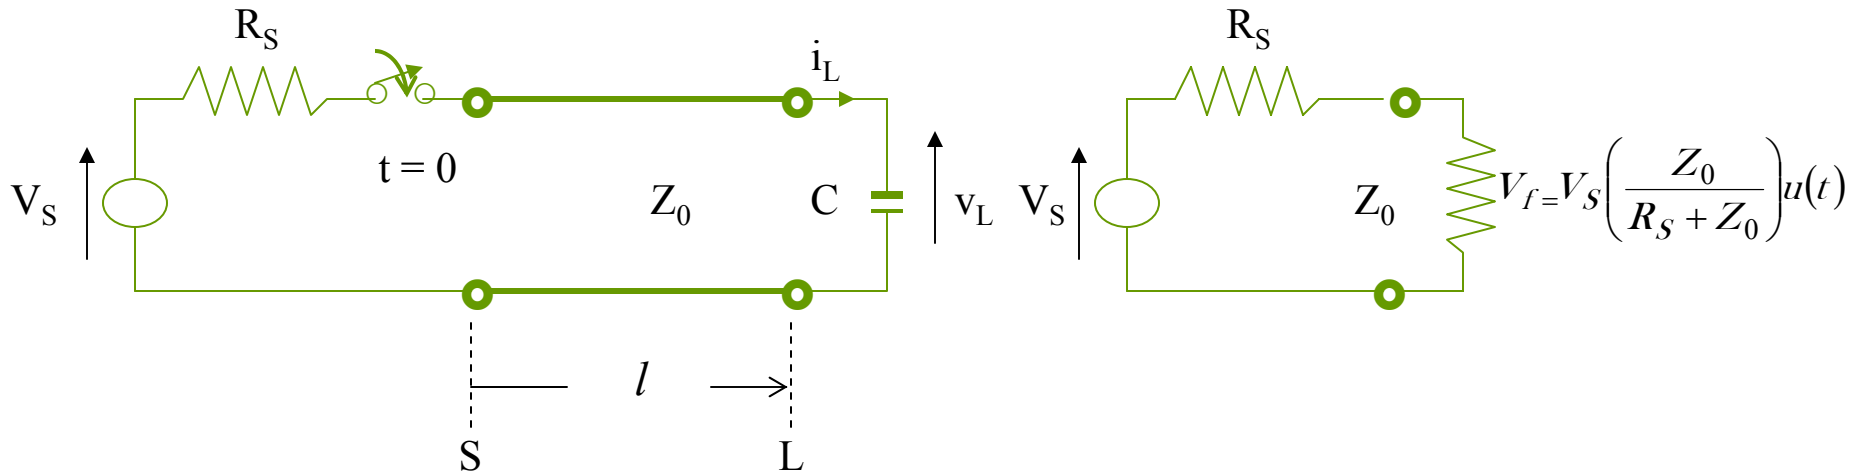 R_S
i_L
t = 0
V_S
Z_0
C
v_L
l
S
L
R_S
V_S
Z_0
V_f = V_S (Z_0 / (R_S + Z_0)) u(t)